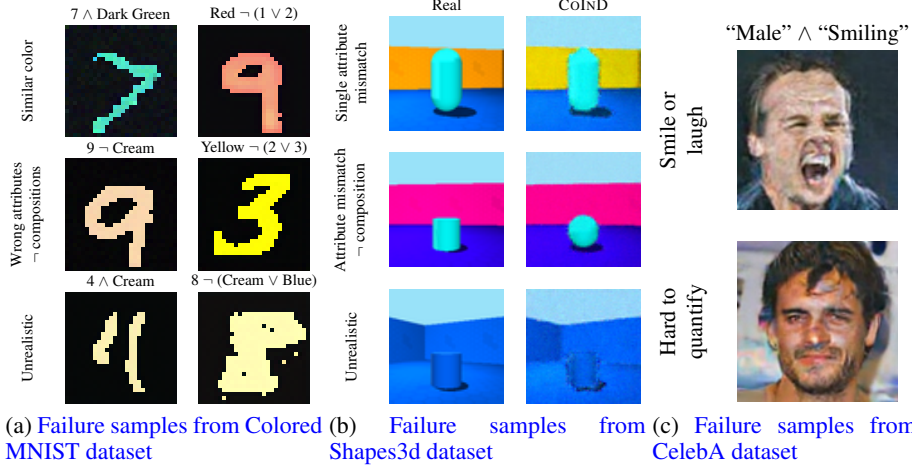 7 ∧ Dark Green
Red ¬ (1 ∨ 2)
Similar color
9 ¬ Cream
Yellow ¬ (2 ∨ 3)
Wrong attributes
¬ compositions
4 ∧ Cream
8 ¬ (Cream ∨ Blue)
Unrealistic
(a) Failure samples from Colored
MNIST dataset
Real
COIND
Single attribute
mismatch
Attribute mismatch
¬ composition
Unrealistic
(b) Failure samples from
Shapes3d dataset
“Male” ∧ “Smiling”
Smile or
laugh
Hard to
quantify
(c) Failure samples from
CelebA dataset